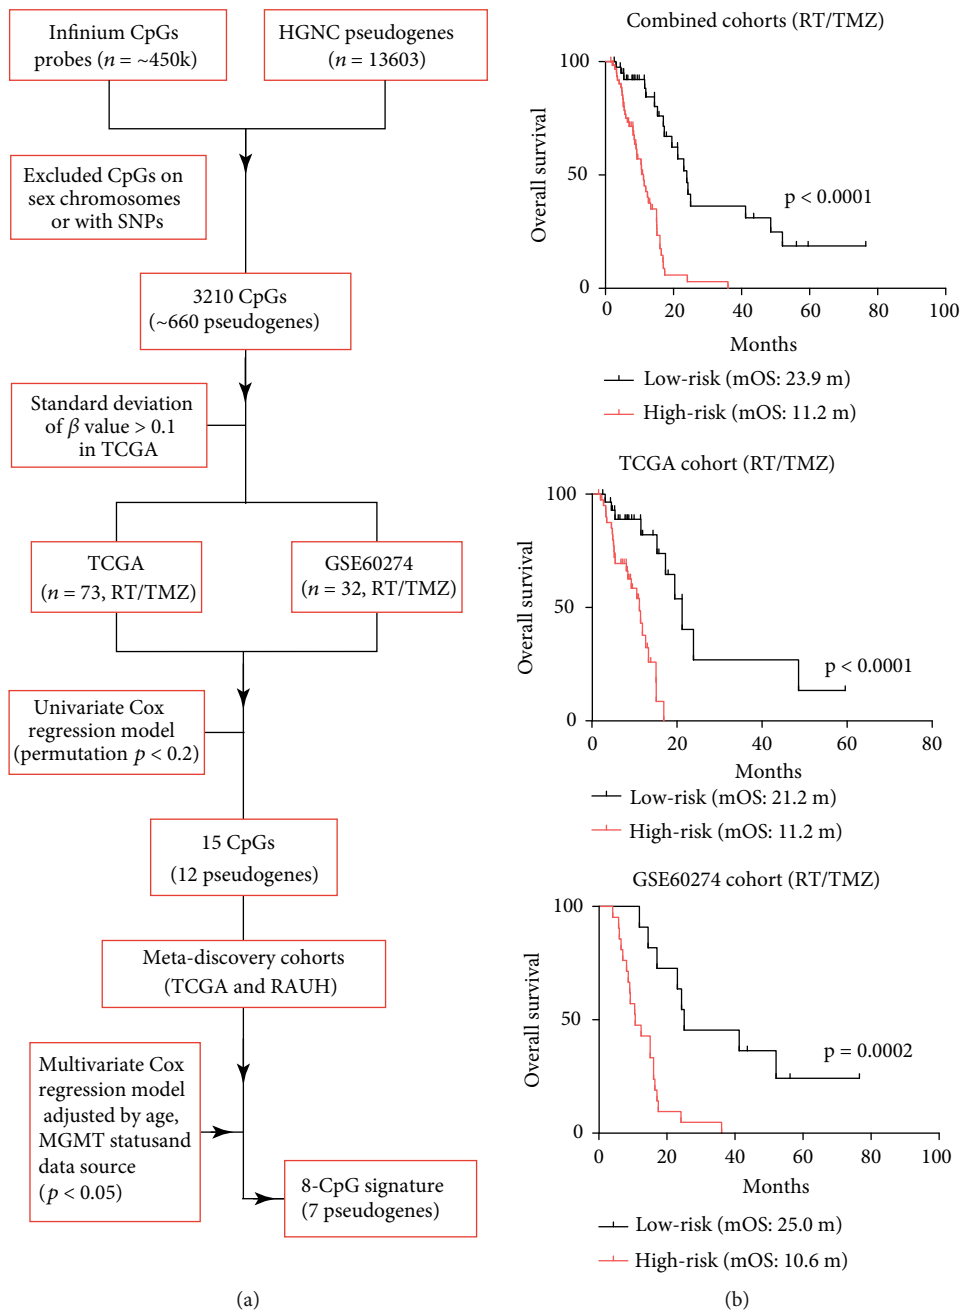 Infinium CpGs
probes (n = ~450k)
HGNC pseudogenes
(n = 13603)
Excluded CpGs on
sex chromosomes
or with SNPs
3210 CpGs
(~660 pseudogenes)
Standard deviation
of β value > 0.1
in TCGA
TCGA
(n = 73, RT/TMZ)
GSE60274
(n = 32, RT/TMZ)
Univariate Cox
regression model
(permutation p < 0.2)
15 CpGs
(12 pseudogenes)
Meta-discovery cohorts
(TCGA and RAUH)
Multivariate Cox
regression model
adjusted by age,
MGMT statusand
data source
(p < 0.05)
8-CpG signature
(7 pseudogenes)
(a)
Combined cohorts (RT/TMZ)
Overall survival
100
50
0
p < 0.0001
0 20 40 60 80 100
Months
Low-risk (mOS: 23.9 m)
High-risk (mOS: 11.2 m)
TCGA cohort (RT/TMZ)
Overall survival
100
50
0
p < 0.0001
0 20 40 60 80
Months
Low-risk (mOS: 21.2 m)
High-risk (mOS: 11.2 m)
GSE60274 cohort (RT/TMZ)
Overall survival
100
50
0
p = 0.0002
0 20 40 60 80 100
Months
Low-risk (mOS: 25.0 m)
High-risk (mOS: 10.6 m)
(b)